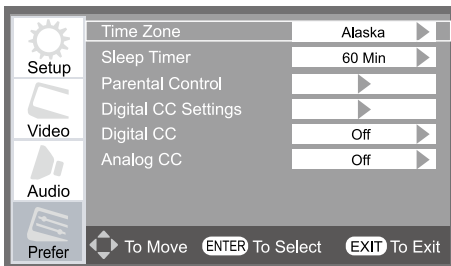 Setup
Video
Audio
Prefer
Time Zone Alaska
Sleep Timer 60 Min
Parental Control
Digital CC Settings
Digital CC Off
Analog CC Off
To Move ENTER To Select EXIT To Exit